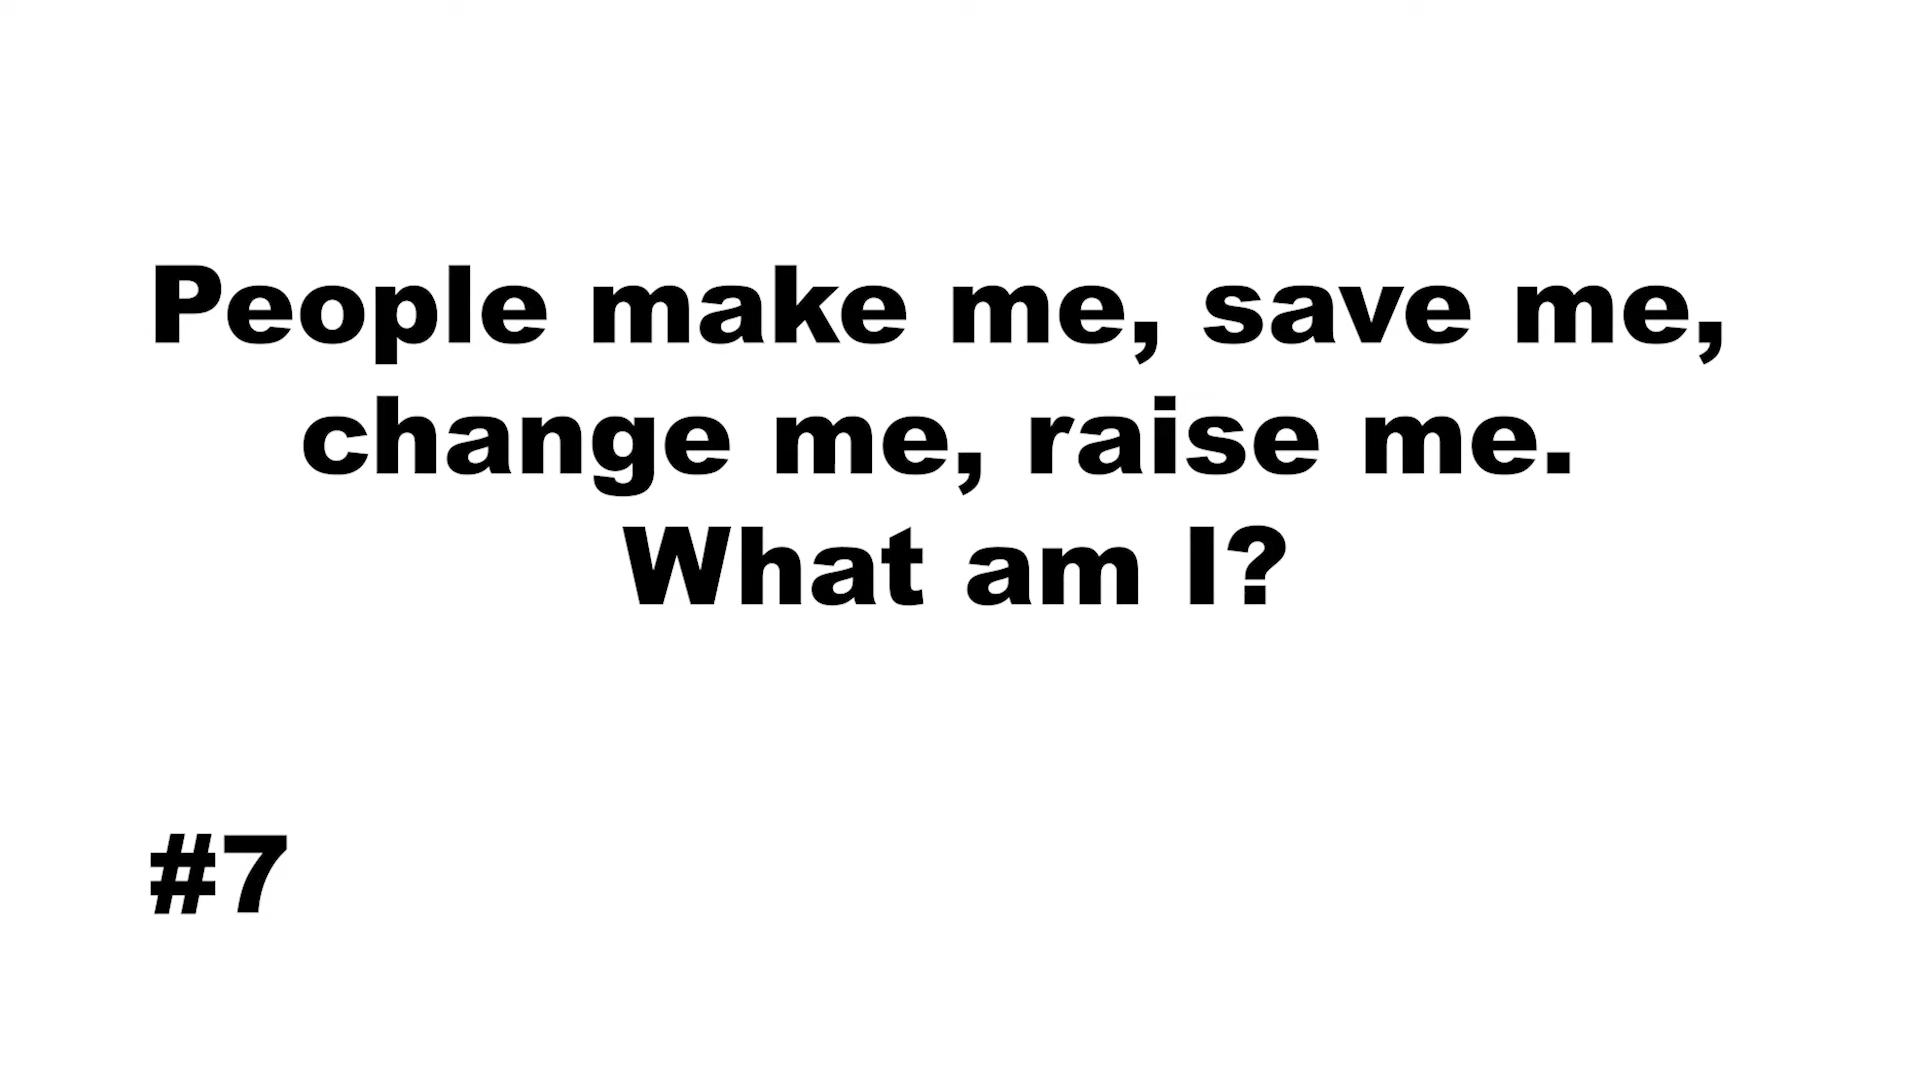 People make me, save me,
change me, raise me.
What am I?
#7